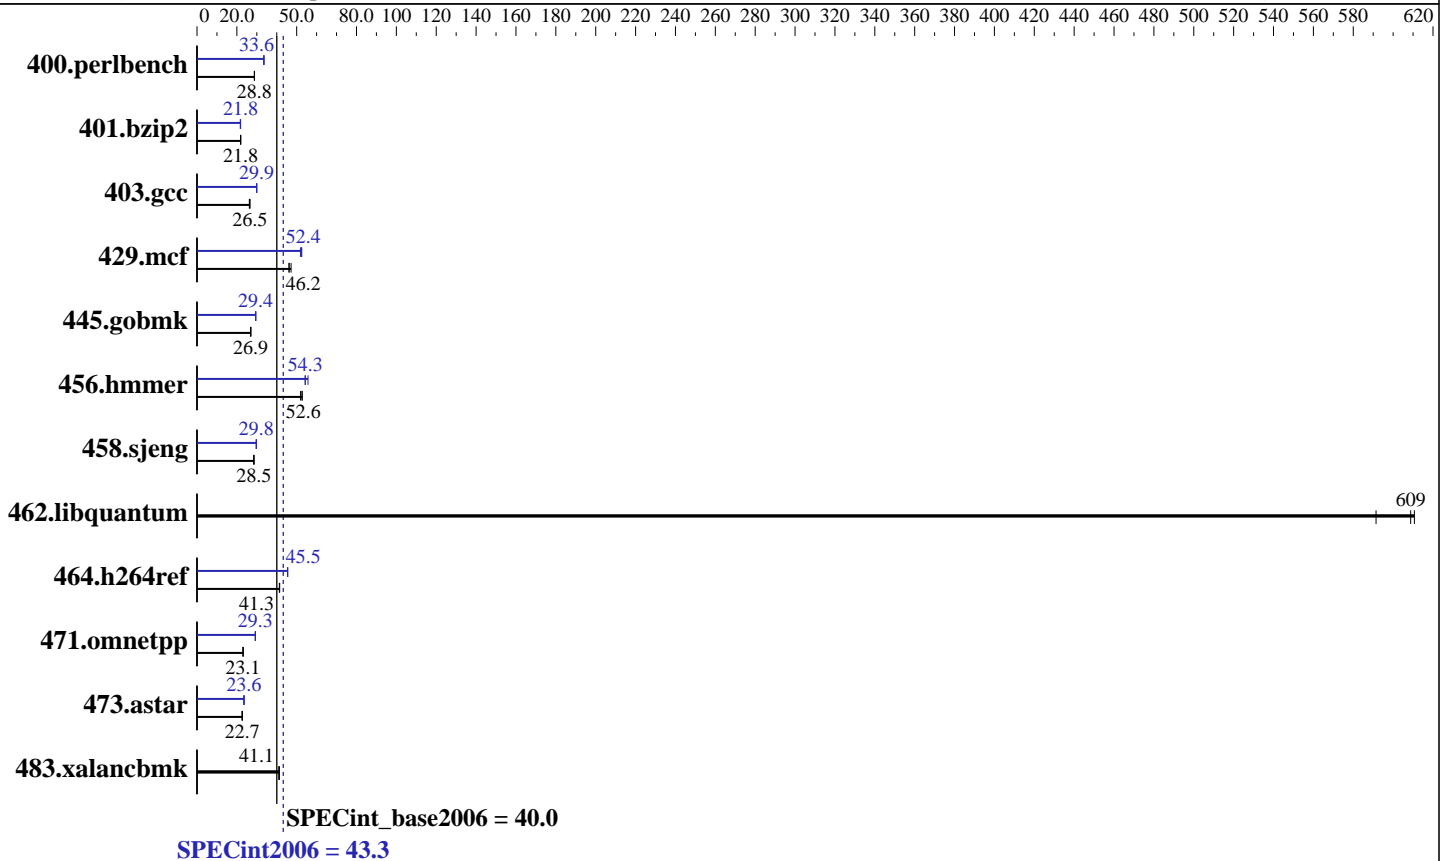 0 20.0 50.0 80.0 100 120 140 160 180 200 220 240 260 280 300 320 340 360 380 400 420 440 460 480 500 520 540 560 580 620
33.6
400.perlbench
28.8
21.8
401.bzip2
21.8
29.9
403.gcc
26.5
52.4
429.mcf
46.2
29.4
445.gobmk
26.9
54.3
456.hmmer
52.6
29.8
458.sjeng
28.5
609
462.libquantum
45.5
464.h264ref
41.3
29.3
471.omnetpp
23.1
23.6
473.astar
22.7
41.1
483.xalancbmk
SPECint_base2006 = 40.0
SPECint2006 = 43.3